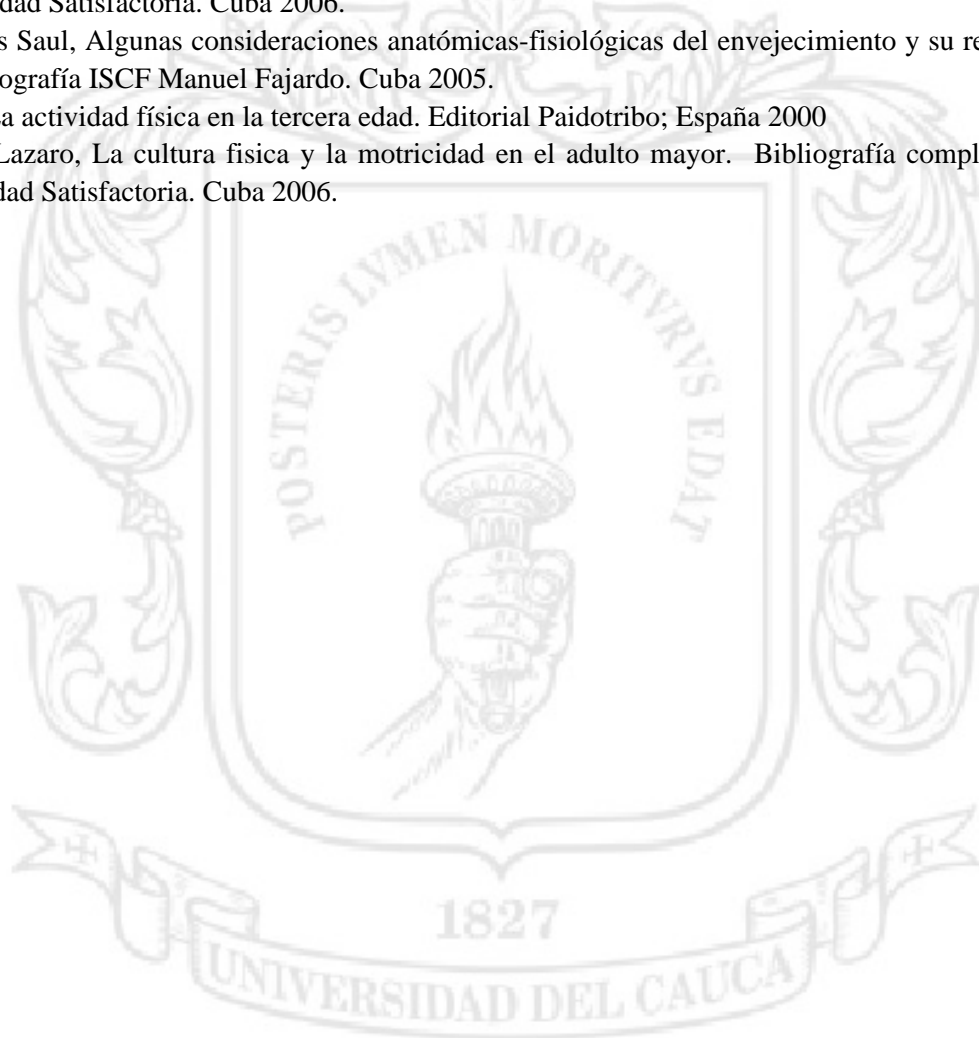 dad Satisfactoria. Cuba 2006.
s Saul, Algunas consideraciones anatómicas-fisiológicas del envejecimiento y su re
ografía ISCF Manuel Fajardo. Cuba 2005.
a actividad física en la tercera edad. Editorial Paidotribo; España 2000
Lazaro, La cultura fisica y la motricidad en el adulto mayor. Bibliografía compl
dad Satisfactoria. Cuba 2006.
POSTERIS LVMEN MORITVRVS EDAT
1827
UNIVERSIDAD DEL CAUCA